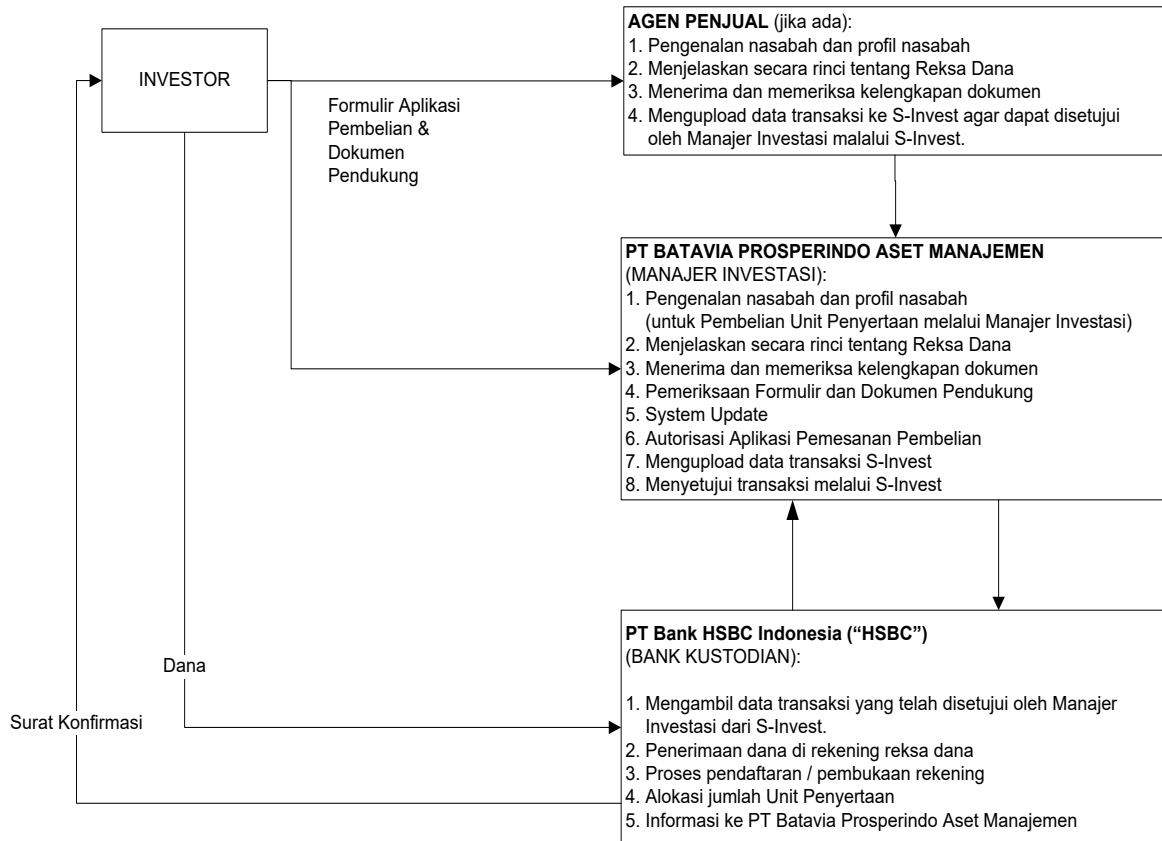 INVESTOR
Formulir Aplikasi
Pembelian &
Dokumen
Pendukung
AGEN PENJUAL (jika ada):
1. Pengenalan nasabah dan profil nasabah
2. Menjelaskan secara rinci tentang Reksa Dana
3. Menerima dan memeriksa kelengkapan dokumen
4. Mengupload data transaksi ke S-Invest agar dapat disetujui
oleh Manajer Investasi malalui S-Invest.
PT BATAVIA PROSPERINDO ASET MANAJEMEN
(MANAJER INVESTASI):
1. Pengenalan nasabah dan profil nasabah
(untuk Pembelian Unit Penyertaan melalui Manajer Investasi)
2. Menjelaskan secara rinci tentang Reksa Dana
3. Menerima dan memeriksa kelengkapan dokumen
4. Pemeriksaan Formulir dan Dokumen Pendukung
5. System Update
6. Autorisasi Aplikasi Pemesanan Pembelian
7. Mengupload data transaksi S-Invest
8. Menyetujui transaksi melalui S-Invest
Dana
Surat Konfirmasi
PT Bank HSBC Indonesia (“HSBC”)
(BANK KUSTODIAN):
1. Mengambil data transaksi yang telah disetujui oleh Manajer
Investasi dari S-Invest.
2. Penerimaan dana di rekening reksa dana
3. Proses pendaftaran / pembukaan rekening
4. Alokasi jumlah Unit Penyertaan
5. Informasi ke PT Batavia Prosperindo Aset Manajemen